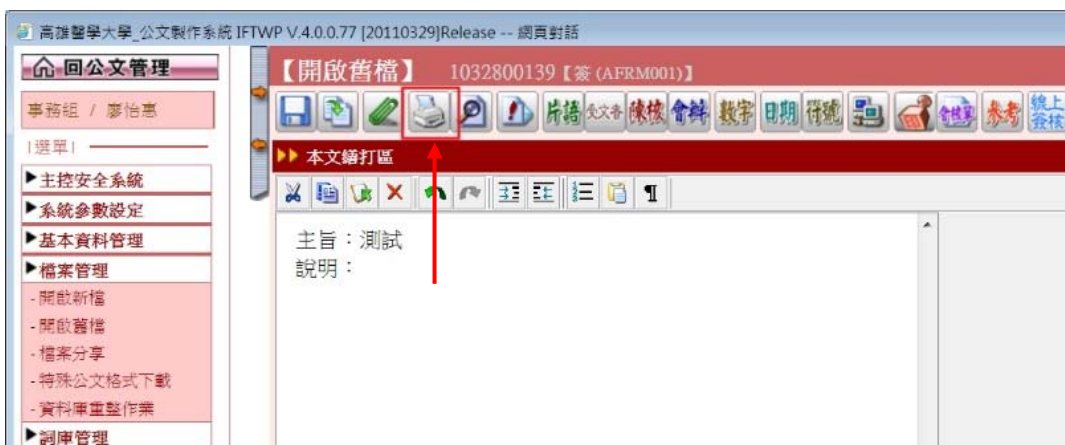 高雄醫學大學_公文製作系統 IFTWP V.4.0.0.77 [20110329]Release -- 網頁對話
回公文管理
【開啟舊檔】 1032800139【簽(AFRM001)】
事務組 / 廖怡惠
片語 受文者 陳核 會辦 數字 日期 符號 會核單 參考 線上簽核
|選單|
本文繕打區
主控安全系統
系統參數設定
基本資料管理
檔案管理
-開啟新檔
-開啟舊檔
-檔案分享
-特殊公文格式下載
-資料庫重整作業
詞庫管理
主旨：測試
說明：